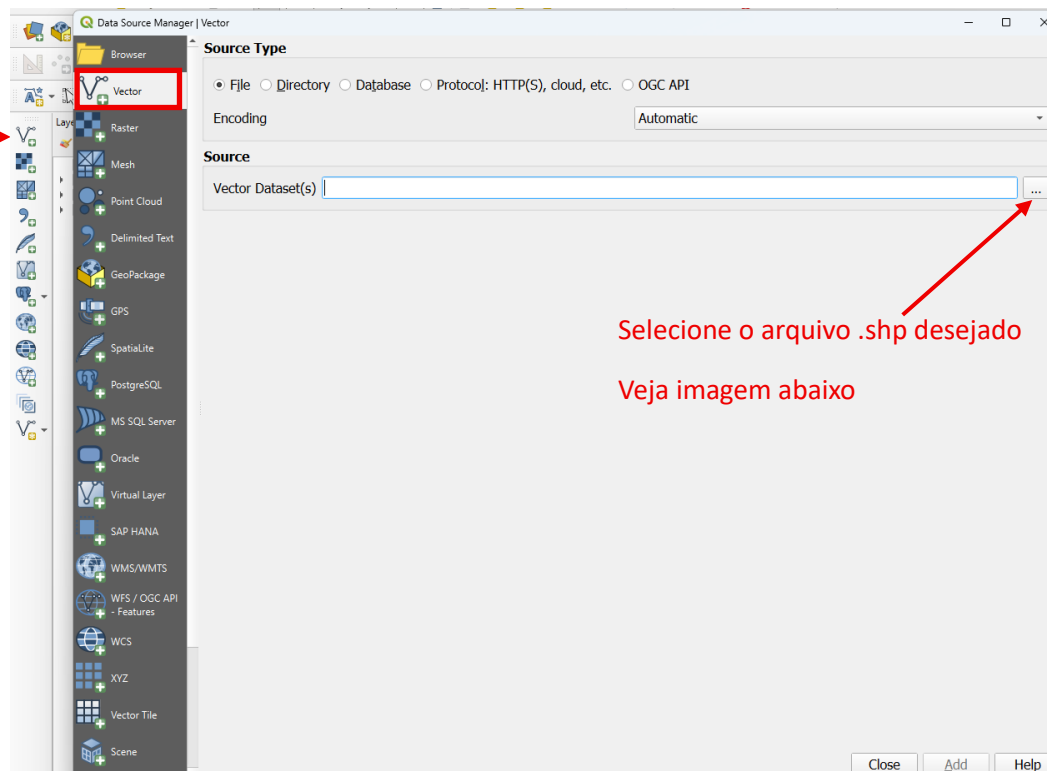 Data Source Manager | Vector
Browser
Vector
Raster
Mesh
Point Cloud
Delimited Text
GeoPackage
GPS
SpatiaLite
PostgreSQL
MS SQL Server
Oracle
Virtual Layer
SAP HANA
WMS/WMTS
WFS / OGC API
- Features
WCS
XYZ
Vector Tile
Scene
Laye
Source Type
File Directory Database Protocol: HTTP(S), cloud, etc. OGC API
Encoding Automatic
Source
Vector Dataset(s) ...
Selecione o arquivo .shp desejado
Veja imagem abaixo
Close Add Help